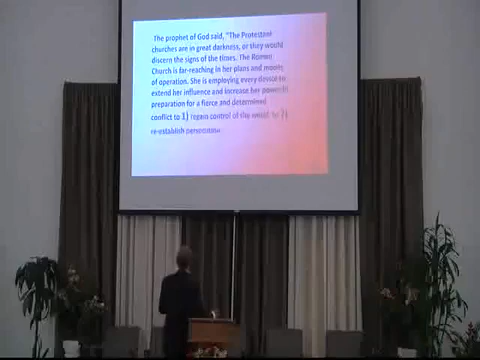 The prophet of God said, "The Protestant
churches are in great darkness, or they would
discern the signs of the times. The Roman
Church is far-reaching in her plans and modes
of operation. She is employing every device to
extend her influence and increase her power in
preparation for a fierce and determined
conflict to 1) regain control of the world, to 2)
re-establish persecution